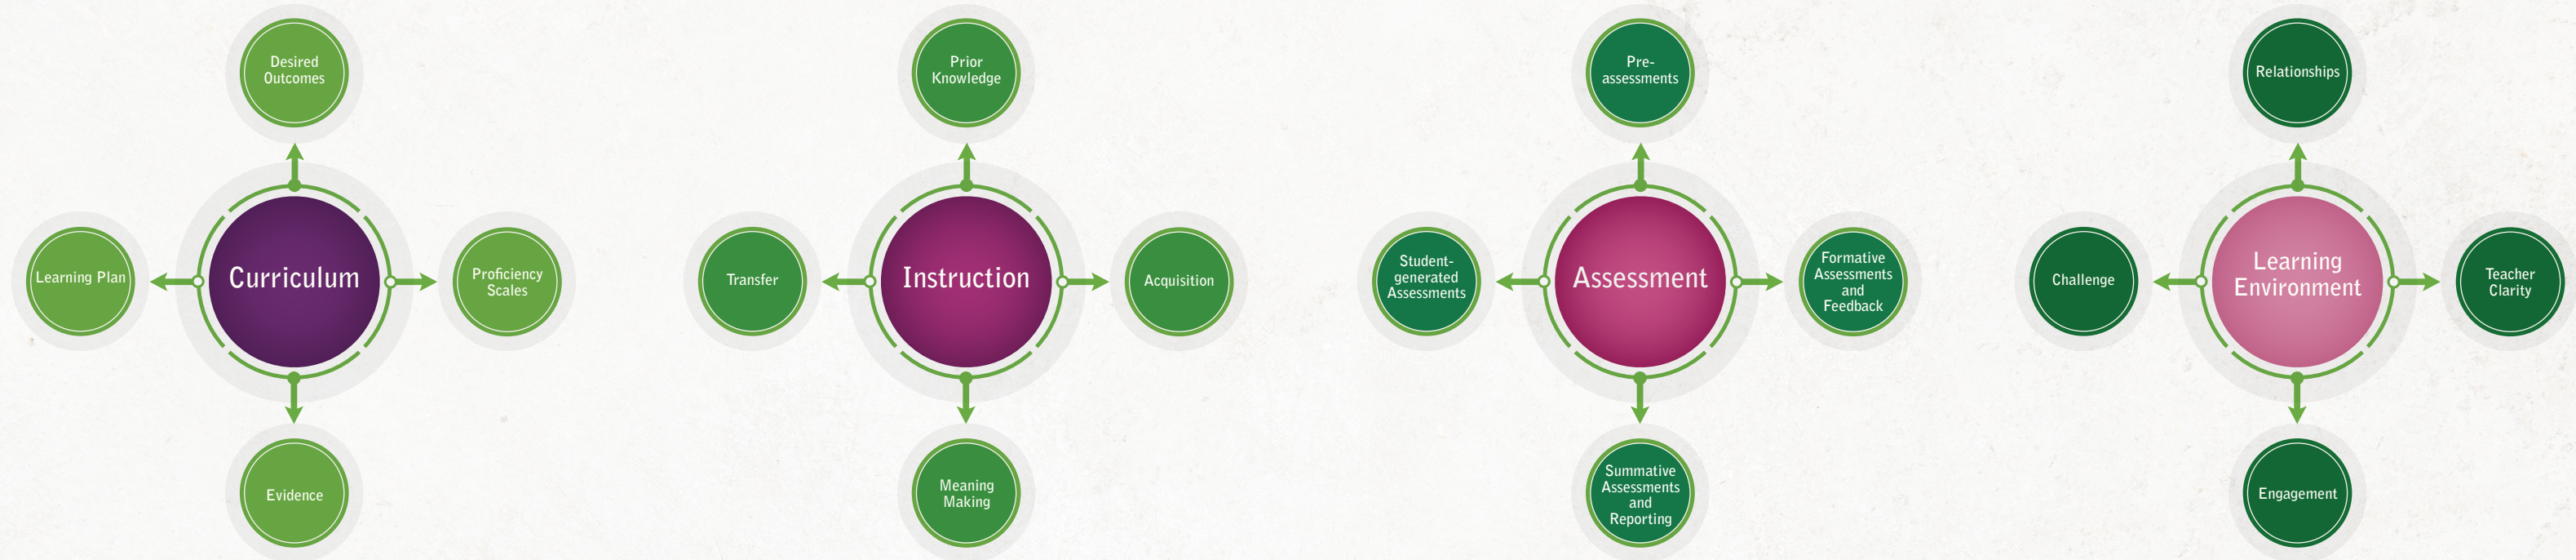 Desired
Outcomes
Learning Plan
Curriculum
Proficiency
Scales
Evidence
Prior
Knowledge
Transfer
Instruction
Acquisition
Meaning
Making
Pre-
assessments
Student-
generated
Assessments
Assessment
Formative
Assessments
and
Feedback
Summative
Assessments
and
Reporting
Relationships
Challenge
Learning
Environment
Teacher
Clarity
Engagement